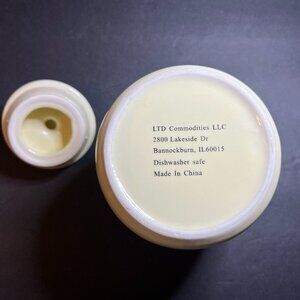 LTD Commodities LLC
2800 Lakeside Dr
Bannockburn, IL60015
Dishwasher safe
Made In China